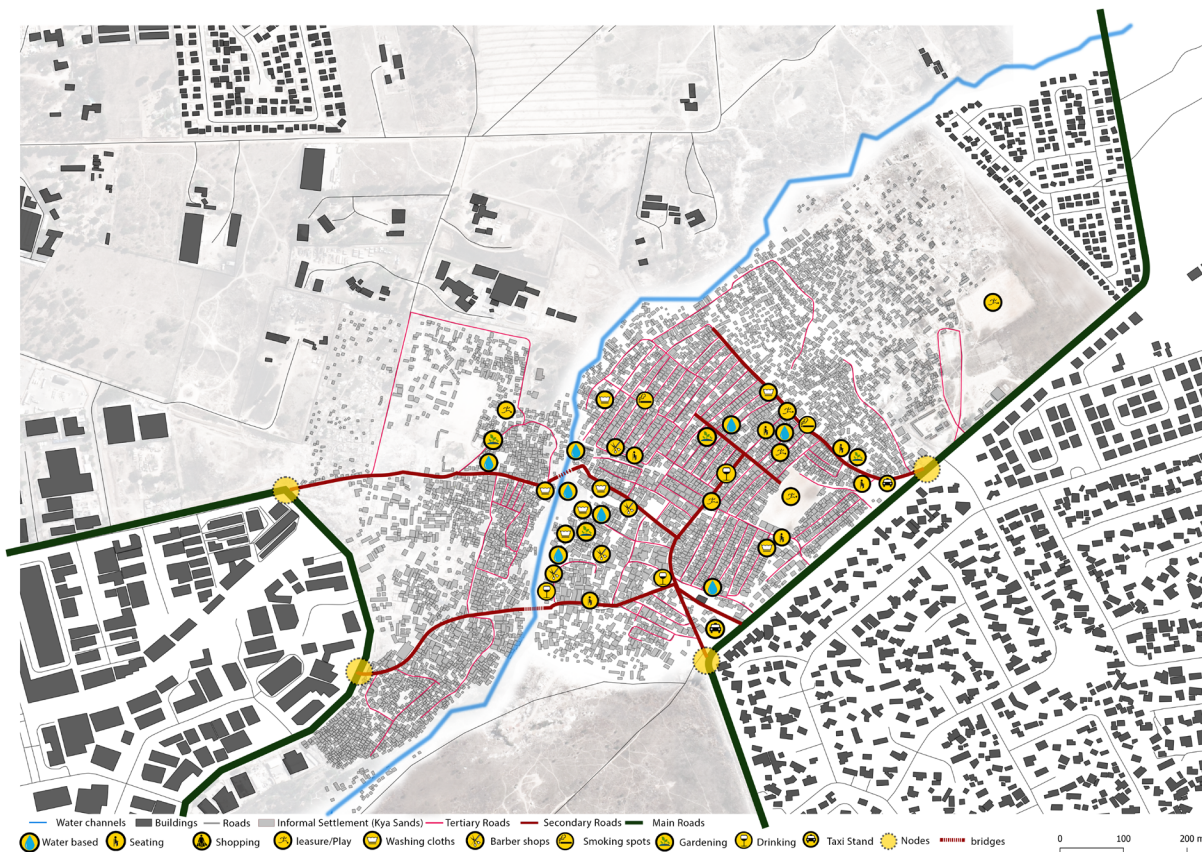 Water channels Buildings Roads Informal Settlement (Kya Sands) Tertiary Roads Secondary Roads Main Roads
Water based Seating Shopping leasure/Play Washing cloths Barber shops Smoking spots Gardening Drinking Taxi Stand Nodes bridges
0 100 200 m